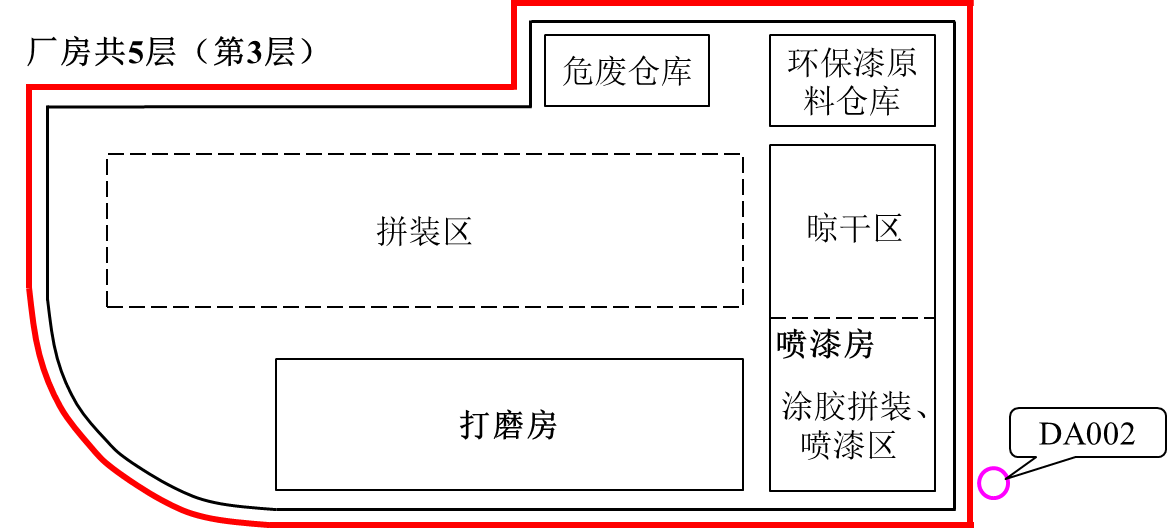 厂房共5层（第3层）
危废仓库
环保漆原
料仓库
拼装区
晾干区
喷漆房
打磨房
涂胶拼装、
喷漆区
DA002